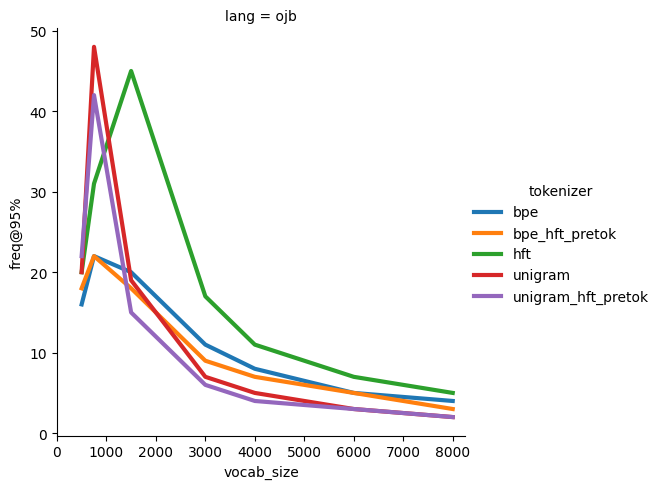 lang = ojb
freq@95%
50
40
30
20
10
0
0 1000 2000 3000 4000 5000 6000 7000 8000
vocab_size
tokenizer
bpe
bpe_hft_pretok
hft
unigram
unigram_hft_pretok